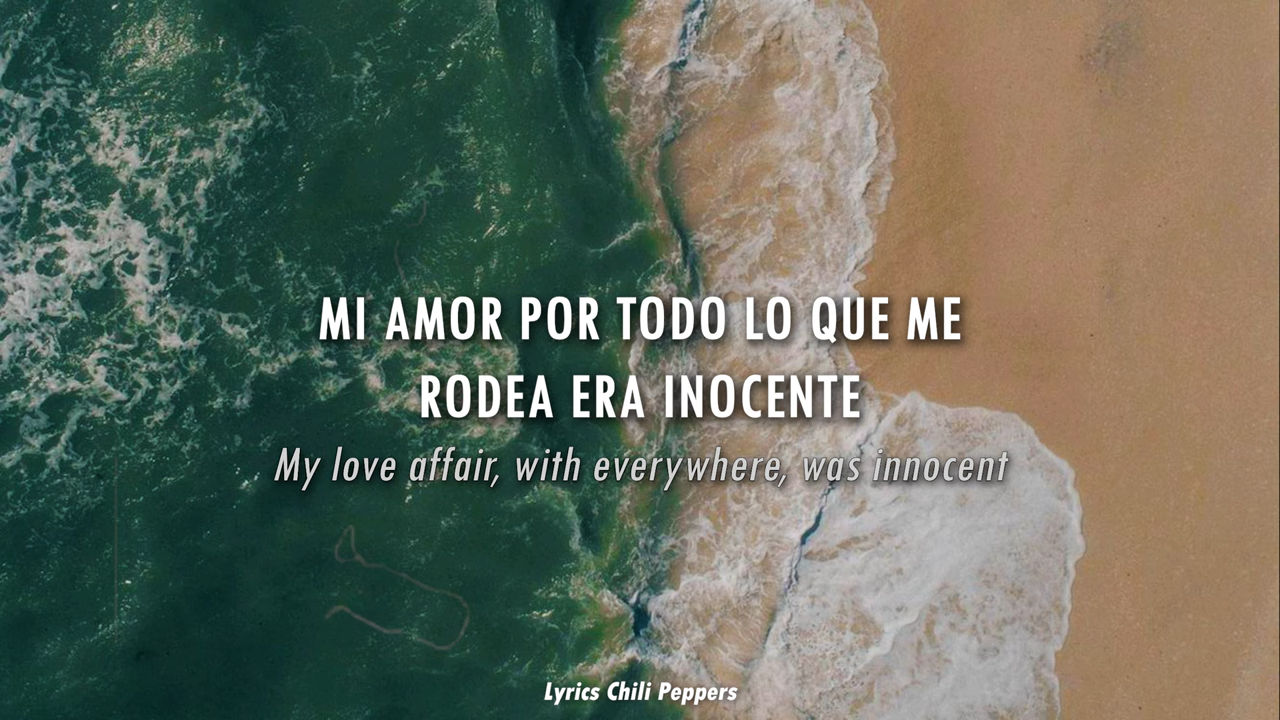 MI AMOR POR TODO LO QUE ME
RODEA ERA INOCENTE
My love affair, with everywhere, was innocent
Lyrics Chili Peppers